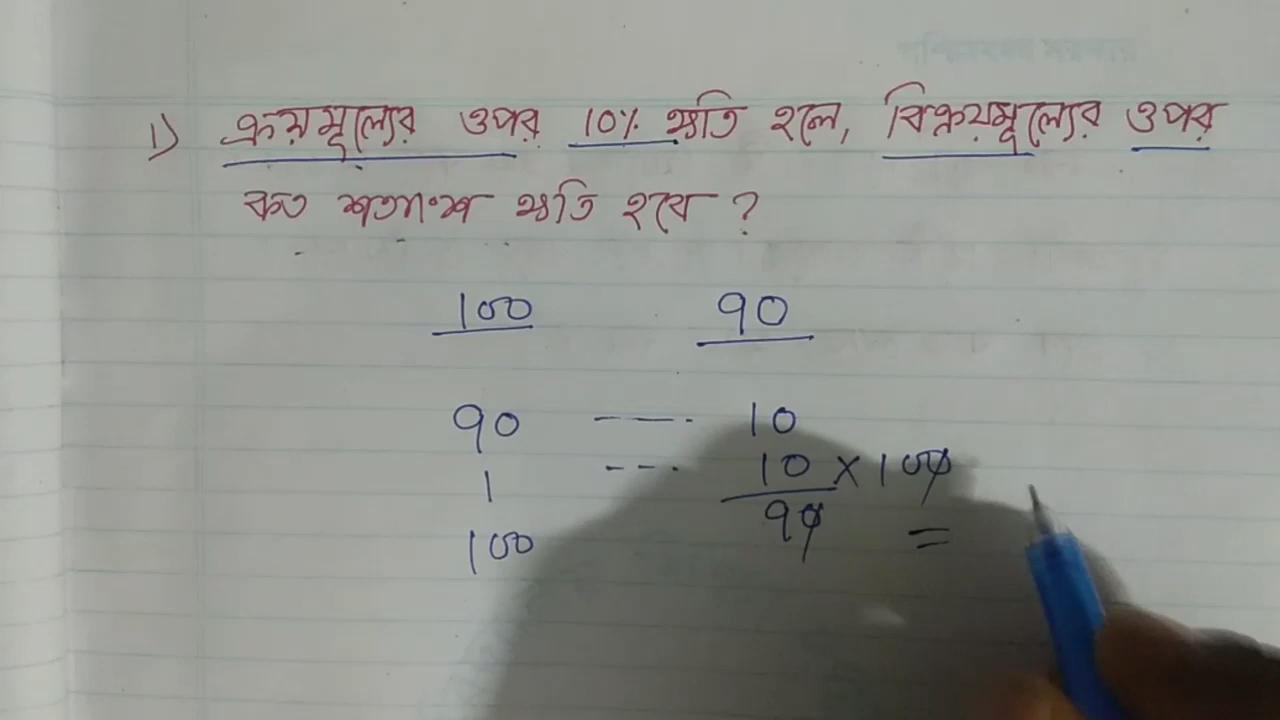 1) ক্রয়মূল্যের ওপর 10% ক্ষতি হলে, বিক্রয়মূল্যের ওপর
কত শতাংশ ক্ষতি হবে ?
100 90
90 ---- 10
1 --- 10 × 100
100 90 =